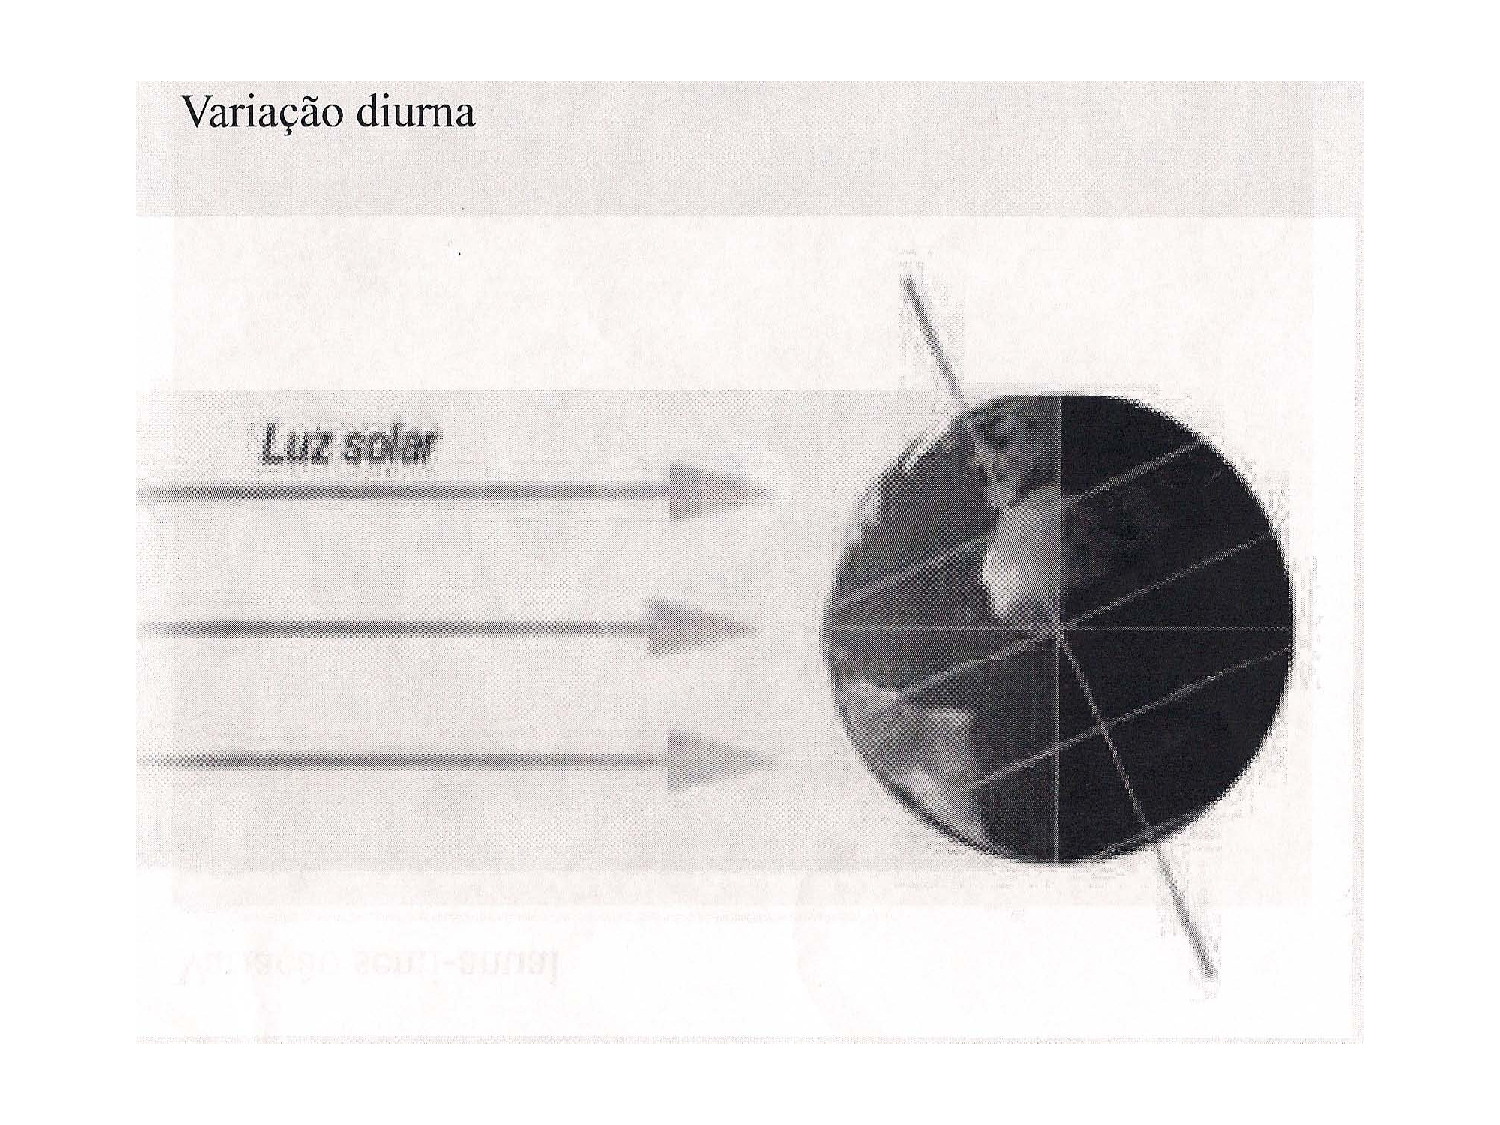 Variação diurna
Luz solar